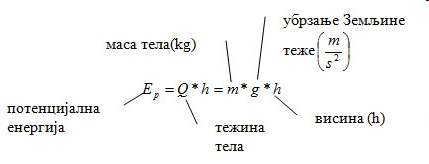 убрзање Земљине
теже (m/s²)
маса тела(kg)
E_p = Q * h = m * g * h
потенцијална
енергија
тежина
тела
висина (h)